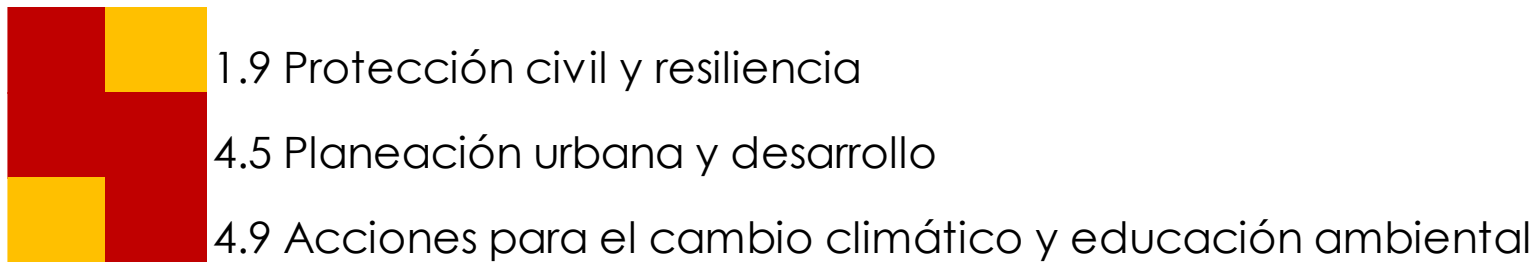 1.9 Protección civil y resiliencia
4.5 Planeación urbana y desarrollo
4.9 Acciones para el cambio climático y educación ambiental